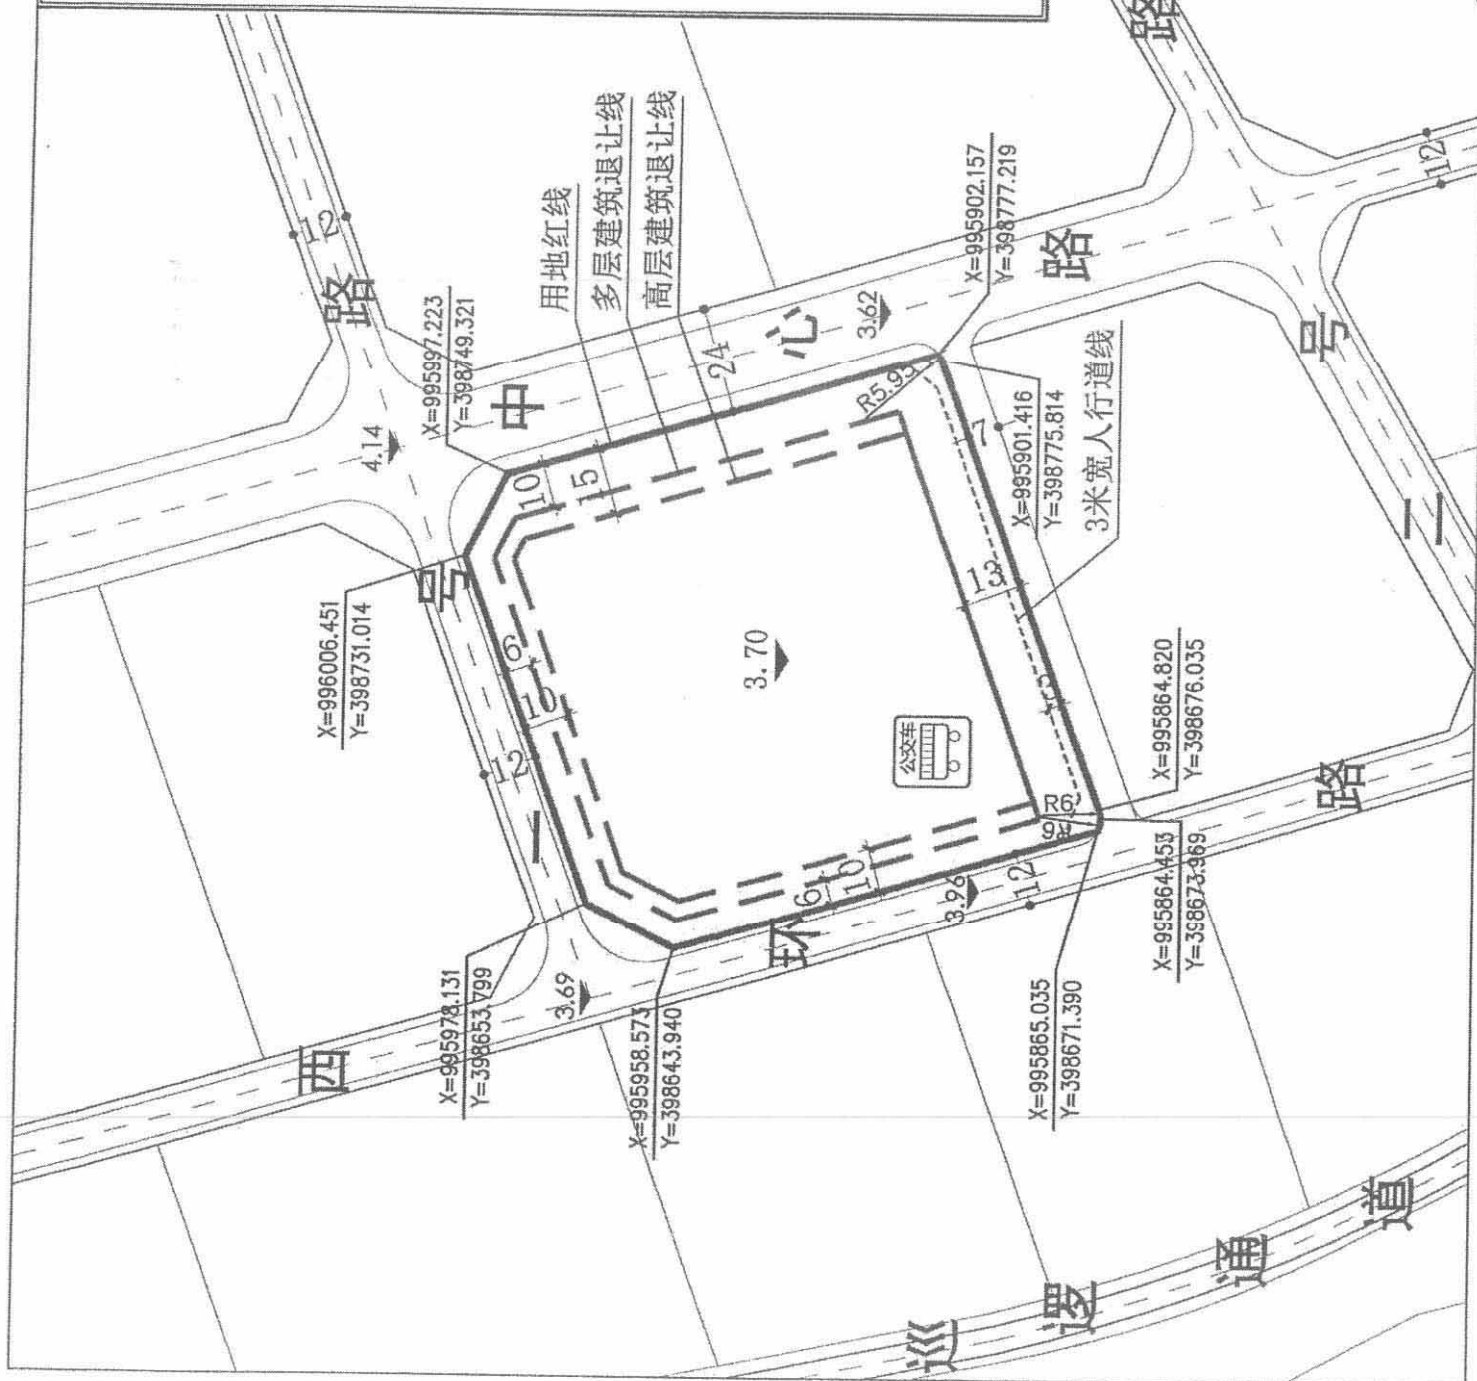 路
12
路
12
用地红线
多层建筑退让线
高层建筑退让线
X=995902.157
Y=398777.219
路
3.62
心
24
X=995997.223
Y=398749.321
中
4.14
号
R5.95
7
X=995901.416
Y=398775.814
3米宽人行道线
10
15
二
13
号
X=996006.451
Y=398731.014
6
10
12
一
3.70
公交车
X=995864.820
Y=398676.035
路
R6
R6
X=995864.453
Y=398673.969
6
10
3.96
12
环
X=995978.131
Y=398653.799
3.69
X=995958.573
Y=398643.940
X=995865.035
Y=398671.390
西
巡
逻
通
道